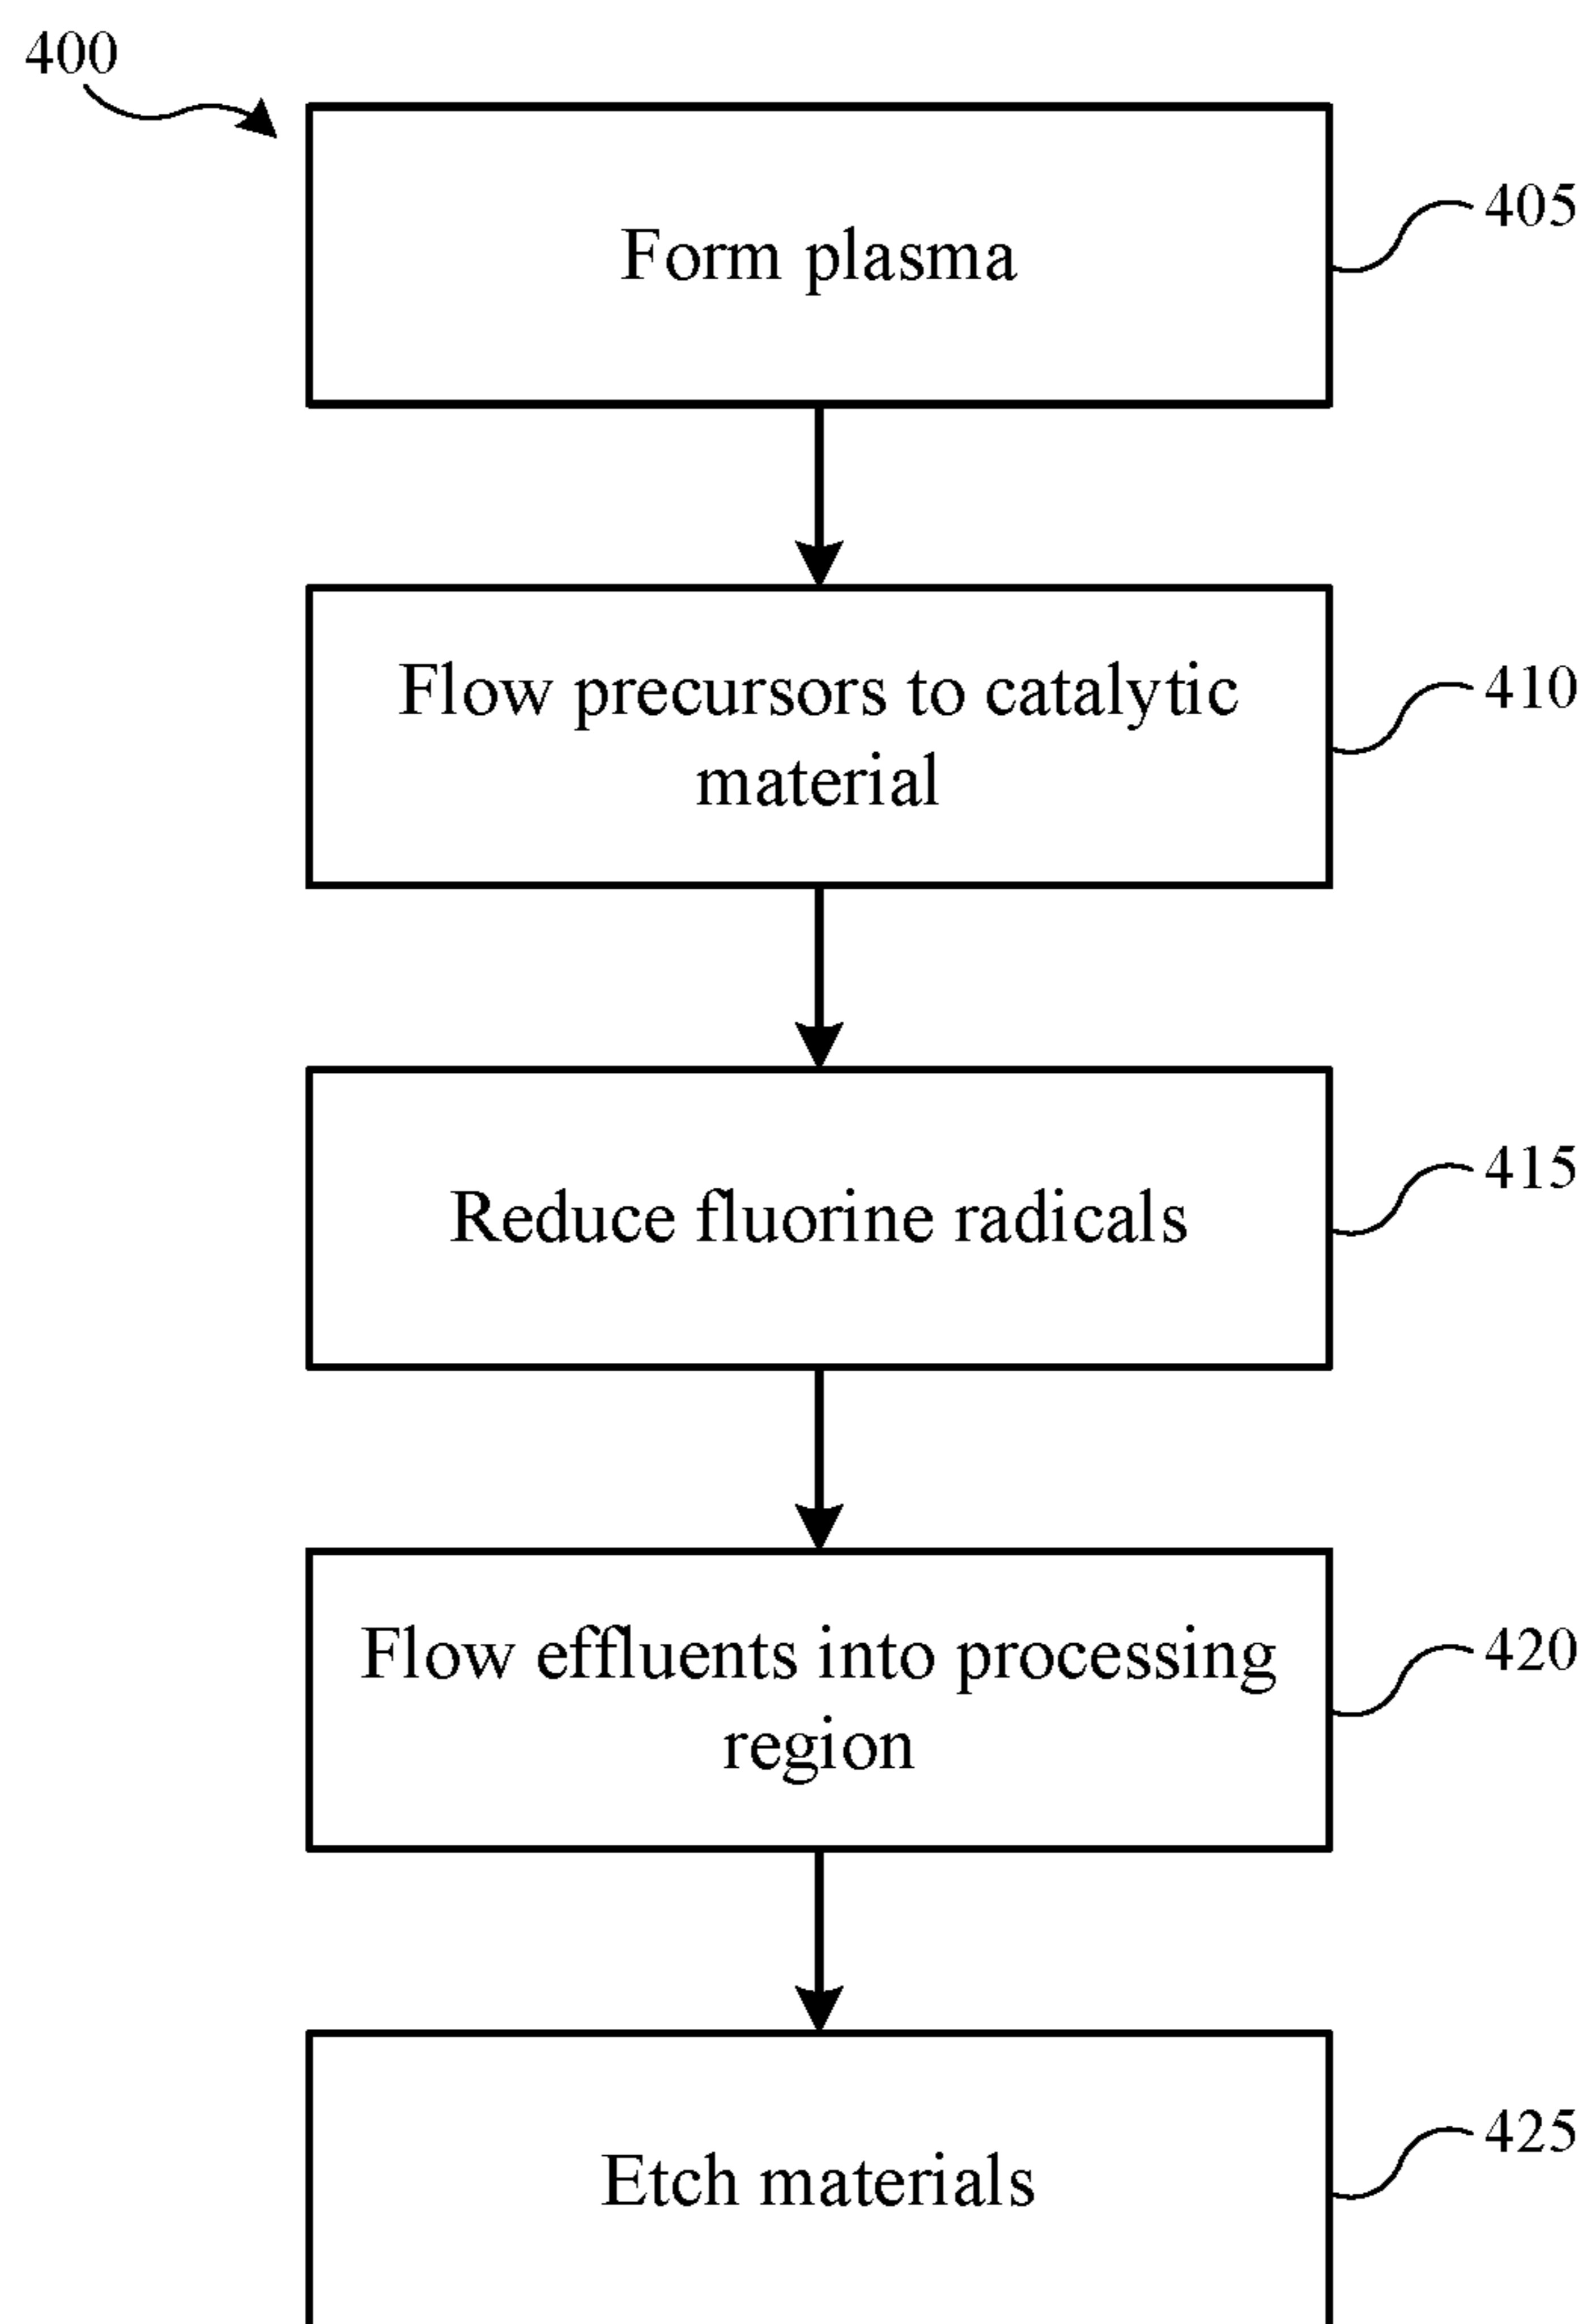 400
Form plasma
405
Flow precursors to catalytic
material
410
Reduce fluorine radicals
415
Flow effluents into processing
region
420
Etch materials
425